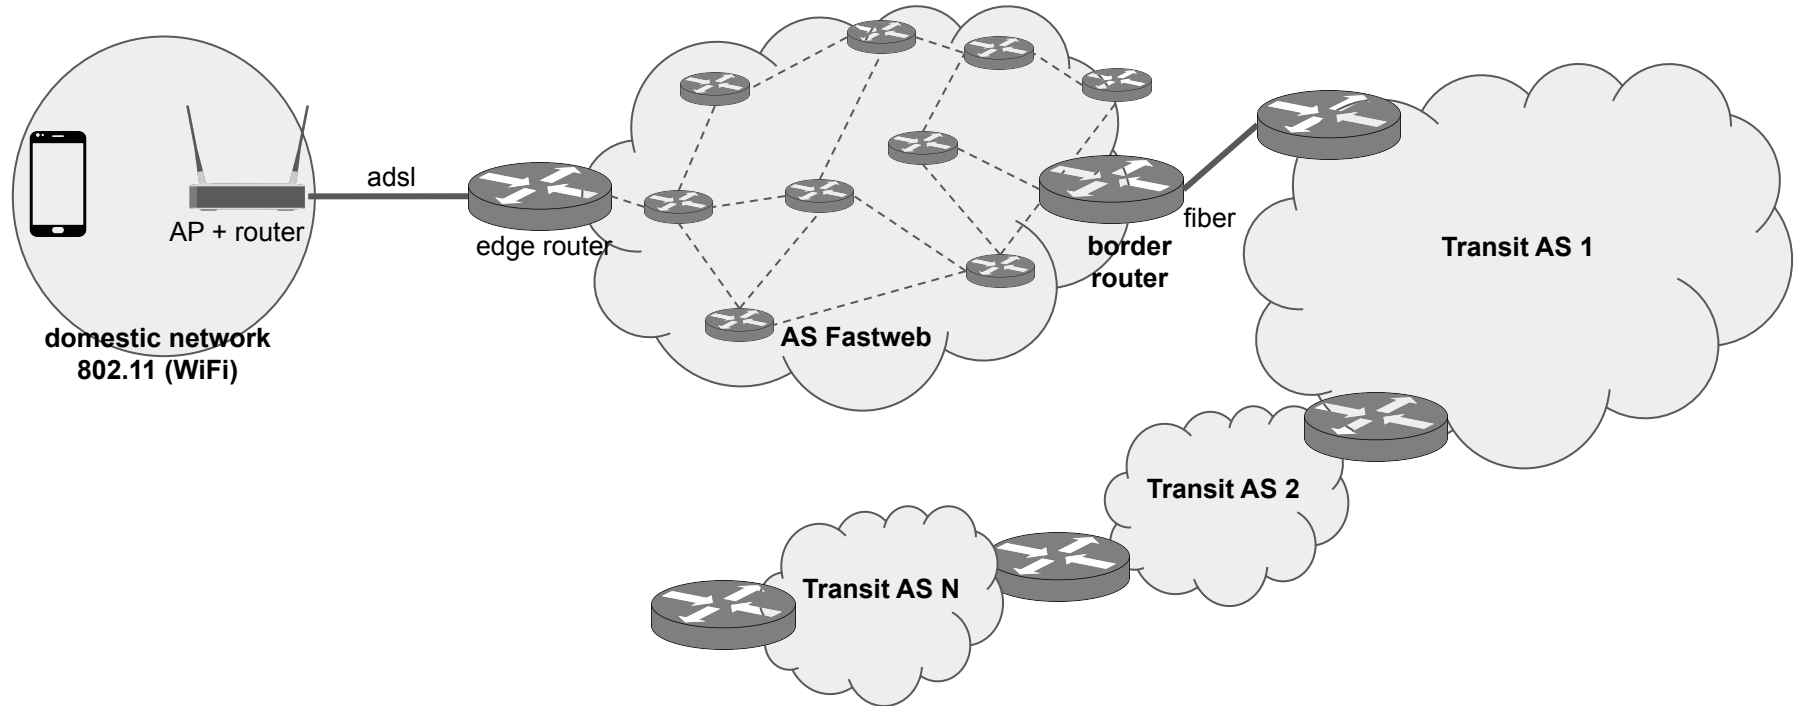 adsl
AP + router
edge router
fiber
border
router
Transit AS 1
domestic network
802.11 (WiFi)
AS Fastweb
Transit AS 2
Transit AS N